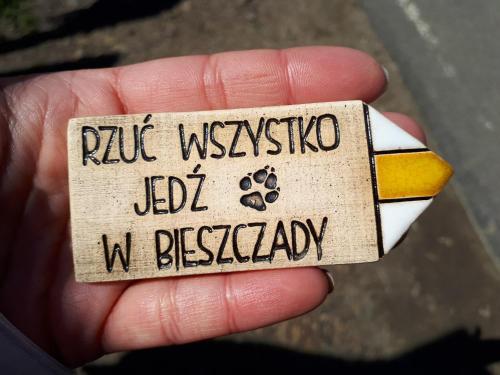 RZUĆ WSZYSTKO
JEDŹ
W BIESZCZADY